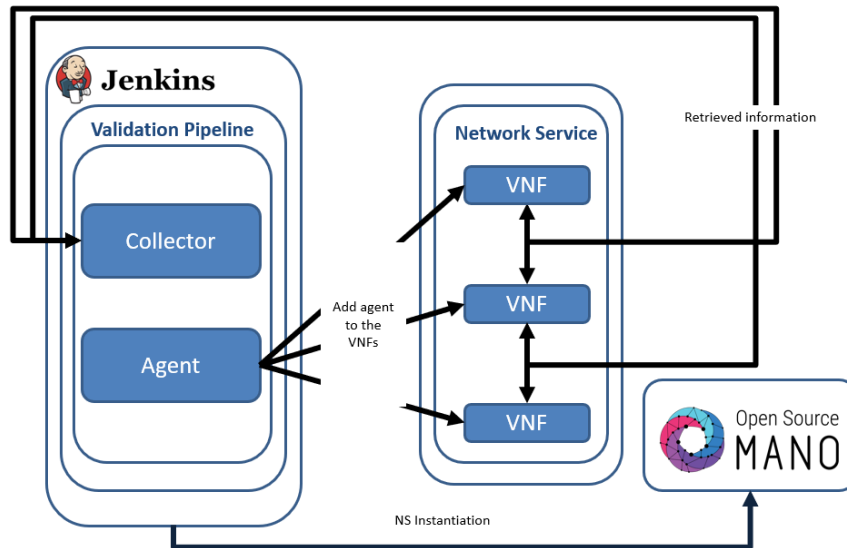 Jenkins
Validation Pipeline
Collector
Agent
Add agent
to the
VNFs
Network Service
VNF
VNF
VNF
Retrieved information
Open Source
MANO
NS Instantiation